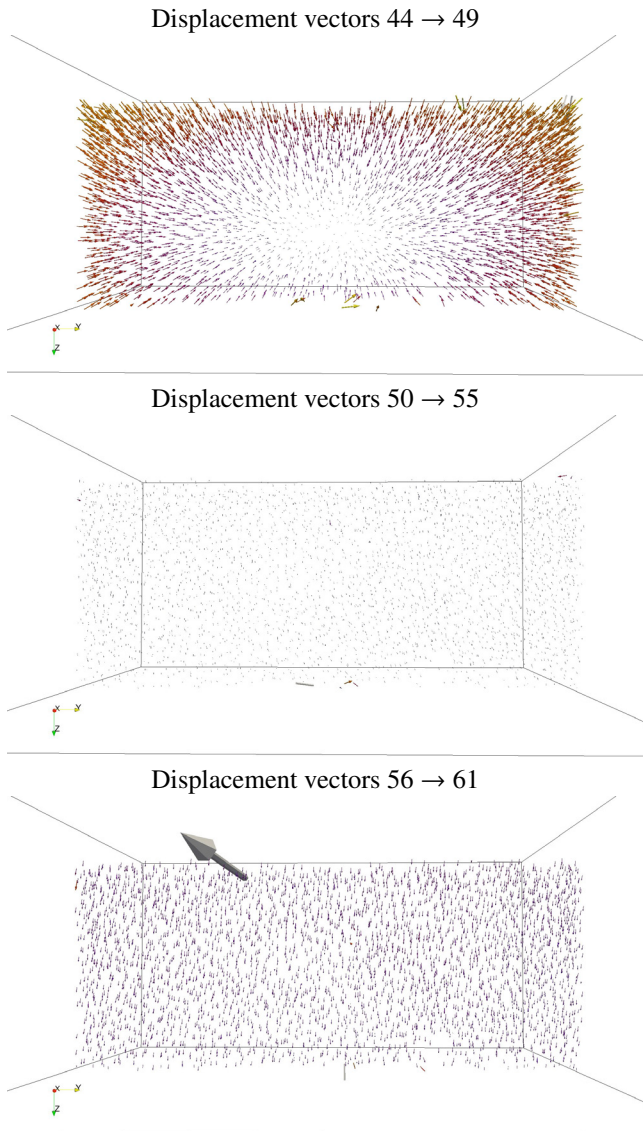 Displacement vectors 44 → 49
X Y
Z
Displacement vectors 50 → 55
X Y
Z
Displacement vectors 56 → 61
X Y
Z